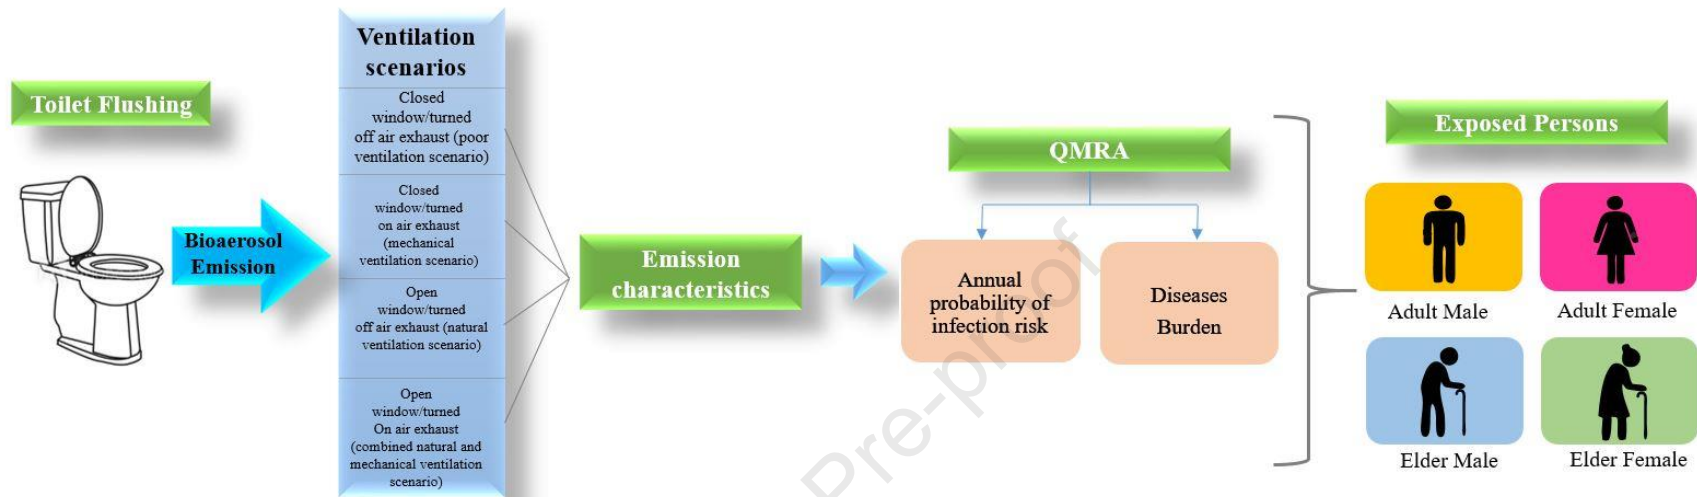 Toilet Flushing
Bioaerosol
Emission
Ventilation
scenarios
Closed
window/turned
off air exhaust (poor
ventilation scenario)
Closed
window/turned
on air exhaust
(mechanical
ventilation scenario)
Open
window/turned
off air exhaust (natural
ventilation scenario)
Open
window/turned
On air exhaust
(combined natural and
mechanical ventilation
scenario)
Emission
characteristics
QMRA
Annual
probability of
infection risk
Diseases
Burden
Exposed Persons
Adult Male
Adult Female
Elder Male
Elder Female
Pre-proof